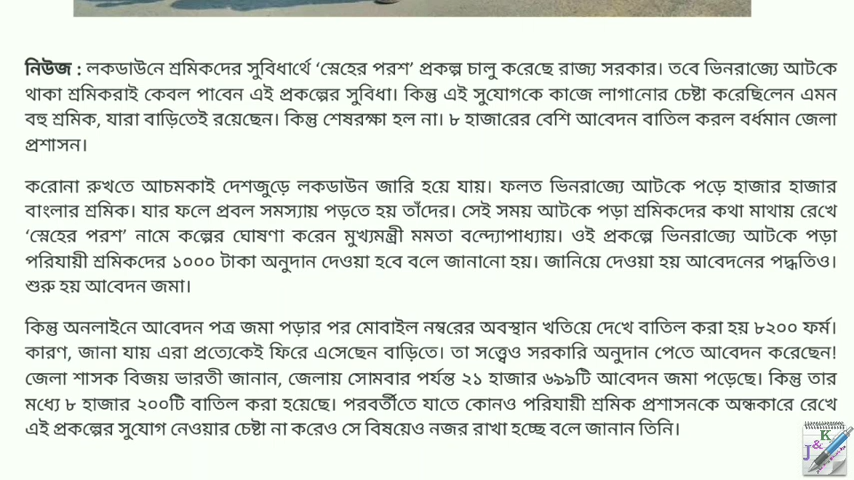 নিউজ : লকডাউনে শ্রমিকদের সুবিধার্থে ‘স্নেহের পরশ’ প্রকল্প চালু করেছে রাজ্য সরকার। তবে ভিনরাজ্যে আটকে
থাকা শ্রমিকরাই কেবল পাবেন এই প্রকল্পের সুবিধা। কিন্তু এই সুযোগকে কাজে লাগানোর চেষ্টা করেছিলেন এমন
বহু শ্রমিক, যারা বাড়িতেই রয়েছেন। কিন্তু শেষরক্ষা হল না। ৮ হাজারের বেশি আবেদন বাতিল করল বর্ধমান জেলা
প্রশাসন।
করোনা রুখতে আচমকাই দেশজুড়ে লকডাউন জারি হয়ে যায়। ফলত ভিনরাজ্যে আটকে পড়ে হাজার হাজার
বাংলার শ্রমিক। যার ফলে প্রবল সমস্যায় পড়তে হয় তাঁদের। সেই সময় আটকে পড়া শ্রমিকদের কথা মাথায় রেখে
‘স্নেহের পরশ’ নামে কল্পের ঘোষণা করেন মুখ্যমন্ত্রী মমতা বন্দ্যোপাধ্যায়। ওই প্রকল্পে ভিনরাজ্যে আটকে পড়া
পরিযায়ী শ্রমিকদের ১০০০ টাকা অনুদান দেওয়া হবে বলে জানানো হয়। জানিয়ে দেওয়া হয় আবেদনের পদ্ধতিও।
শুরু হয় আবেদন জমা।
কিন্তু অনলাইনে আবেদন পত্র জমা পড়ার পর মোবাইল নম্বরের অবস্থান খতিয়ে দেখে বাতিল করা হয় ৮২০০ ফর্ম।
কারণ, জানা যায় এরা প্রত্যেকেই ফিরে এসেছেন বাড়িতে। তা সত্ত্বেও সরকারি অনুদান পেতে আবেদন করেছেন!
জেলা শাসক বিজয় ভারতী জানান, জেলায় সোমবার পর্যন্ত ২১ হাজার ৬৯৯টি আবেদন জমা পড়েছে। কিন্তু তার
মধ্যে ৮ হাজার ২০০টি বাতিল করা হয়েছে। পরবর্তীতে যাতে কোনও পরিযায়ী শ্রমিক প্রশাসনকে অন্ধকারে রেখে
এই প্রকল্পের সুযোগ নেওয়ার চেষ্টা না করেও সে বিষয়েও নজর রাখা হচ্ছে বলে জানান তিনি।
J&K